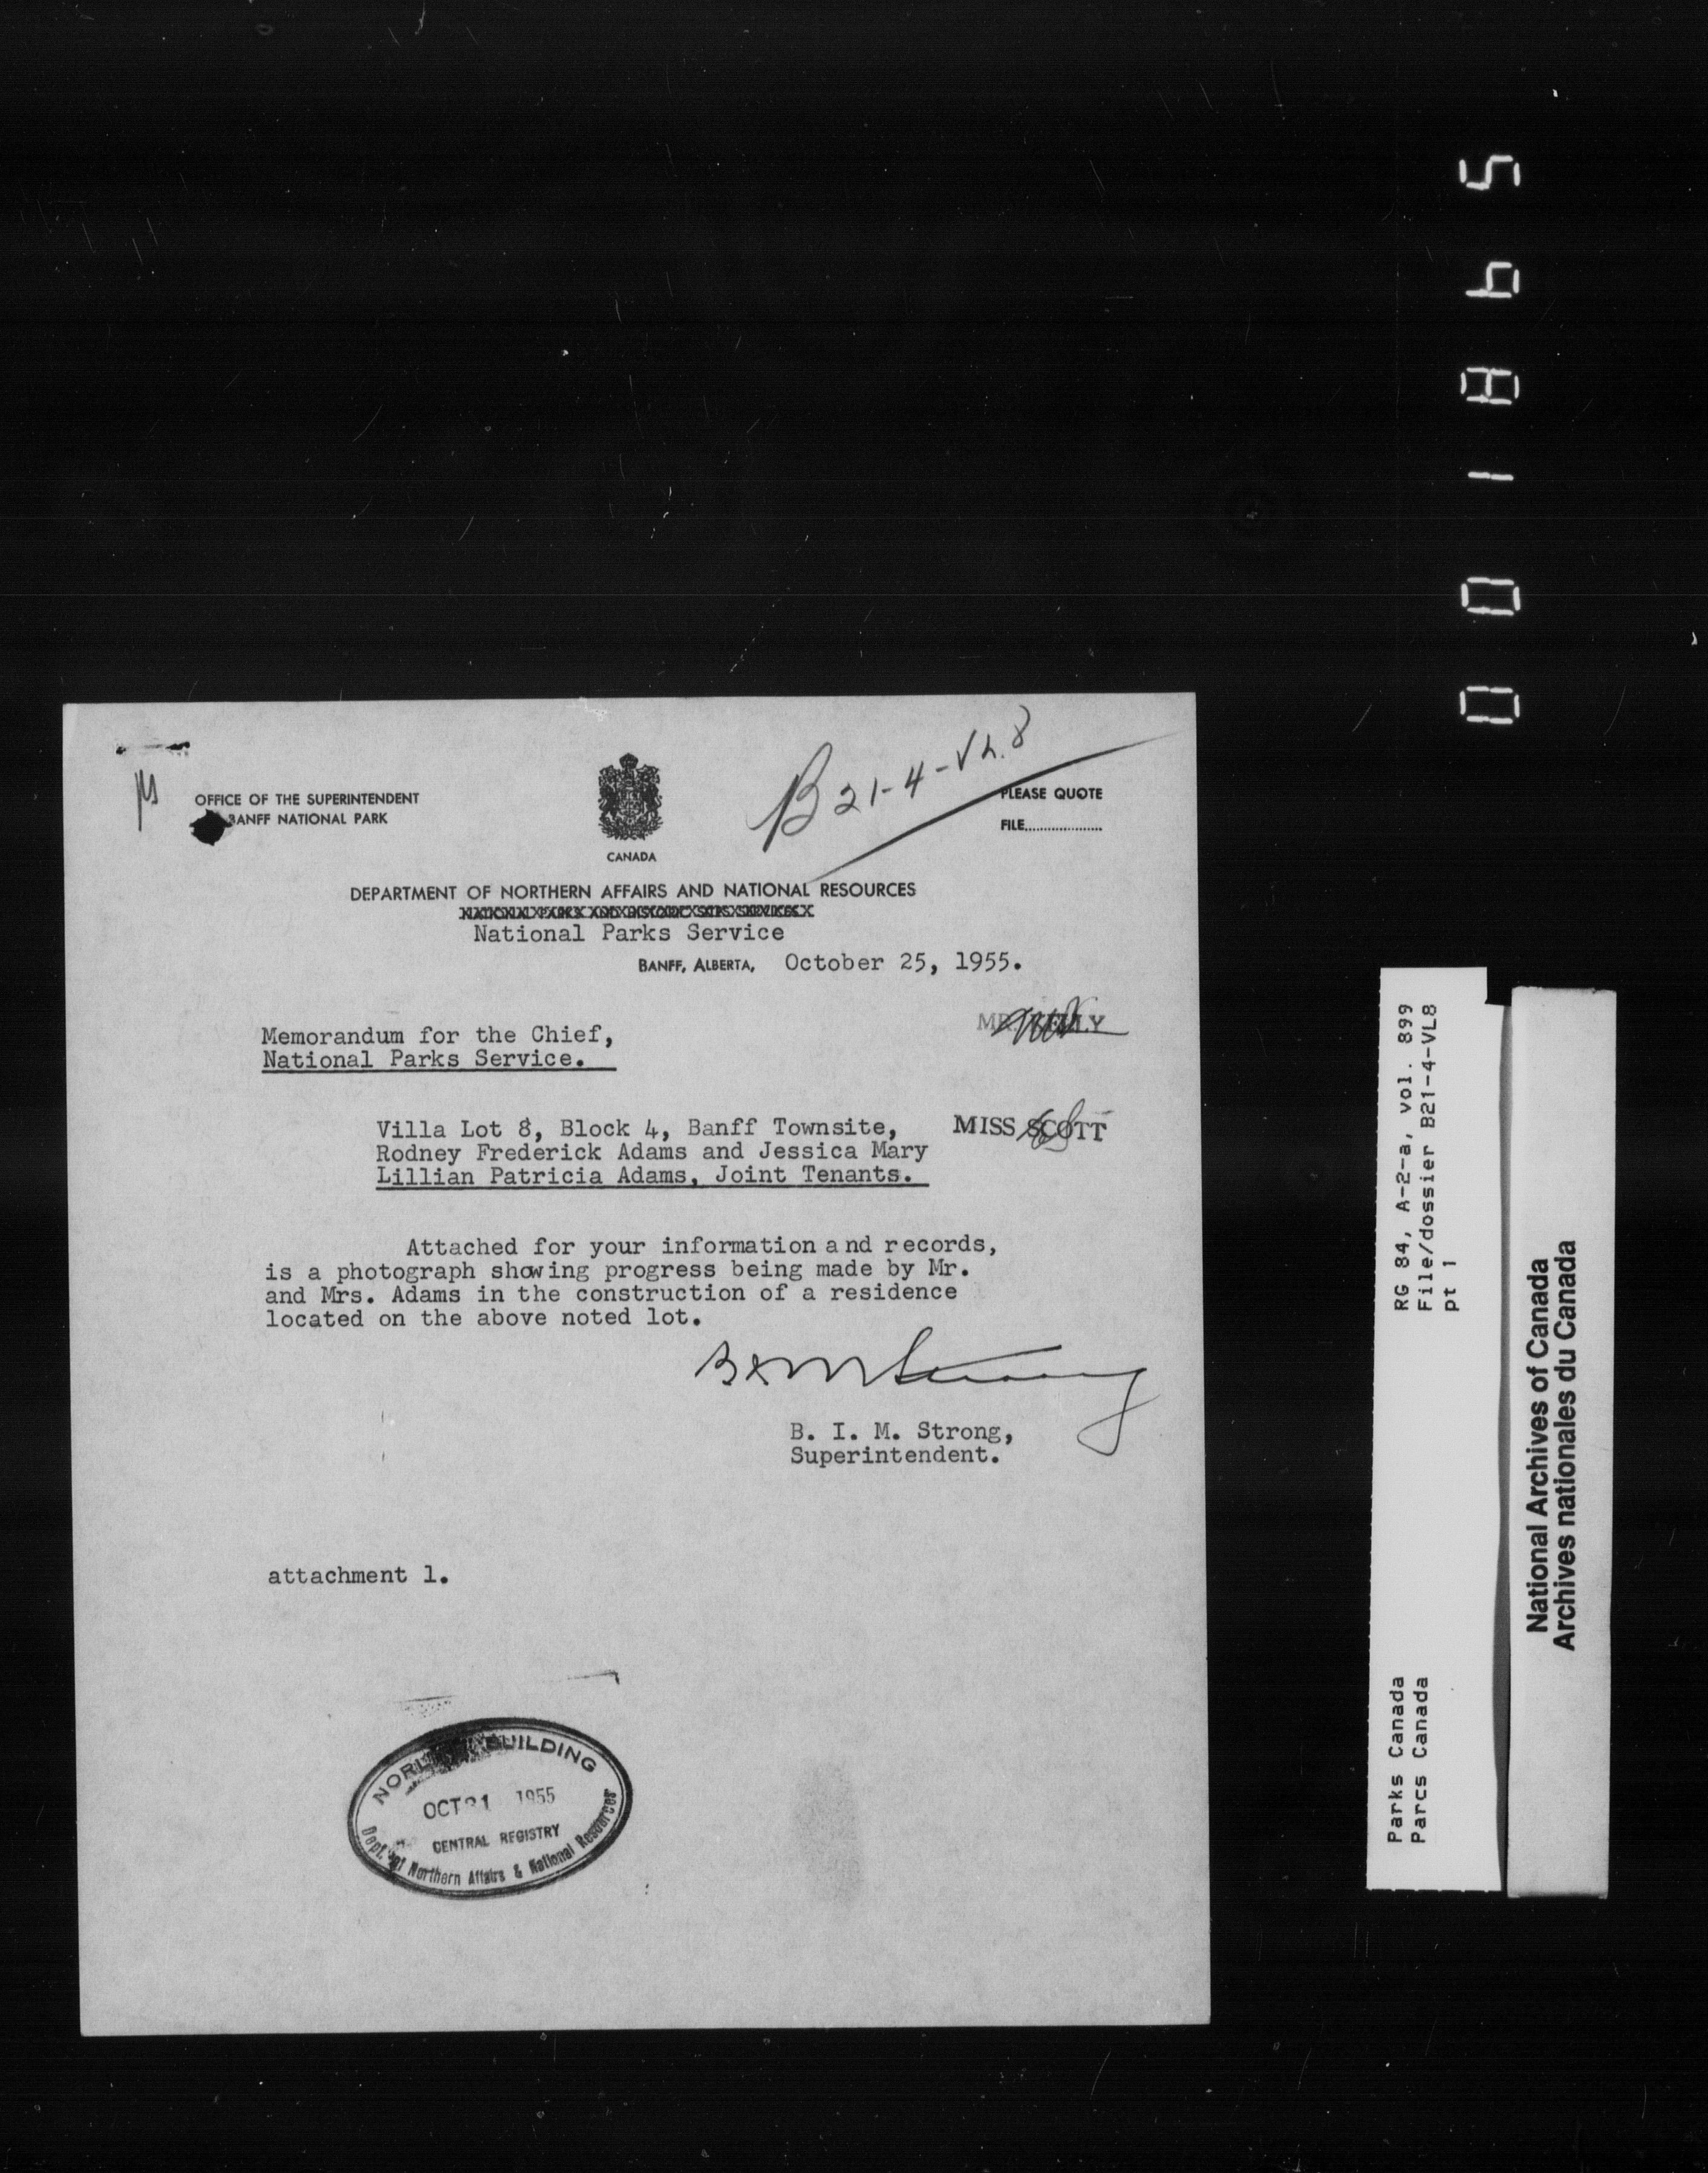 B21-4-VL.8
OFFICE OF THE SUPERINTENDENT
BANFF NATIONAL PARK
CANADA
PLEASE QUOTE
FILE....................
DEPARTMENT OF NORTHERN AFFAIRS AND NATIONAL RESOURCES
National Parks Service
BANFF, ALBERTA, October 25, 1955.
MR. KELLY
Memorandum for the Chief,
National Parks Service.
MISS SCOTT
Villa Lot 8, Block 4, Banff Townsite,
Rodney Frederick Adams and Jessica Mary
Lillian Patricia Adams, Joint Tenants.
Attached for your information and records,
is a photograph showing progress being made by Mr.
and Mrs. Adams in the construction of a residence
located on the above noted lot.
B I M Strong
B. I. M. Strong,
Superintendent.
attachment 1.
BUILDING
OCT 31 1955
CENTRAL REGISTRY
Dept. of Northern Affairs & National Resources
RG 84, A-2-a, vol. 899
File/dossier B21-4-VL8
pt 1
Parks Canada
Parcs Canada
National Archives of Canada
Archives nationales du Canada